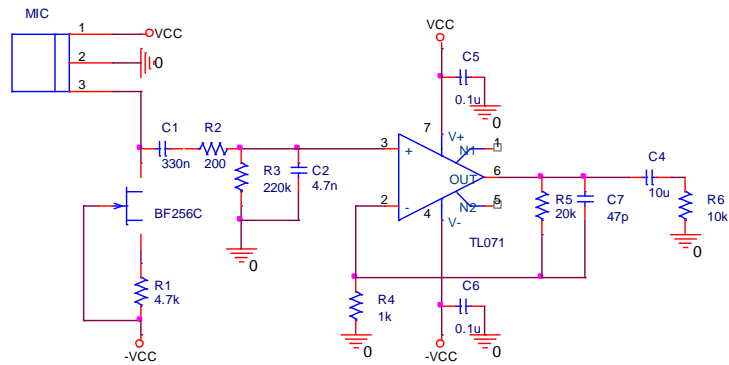 MIC
1
VCC
2
0
3
C1
330n
R2
200
R3
220k
C2
4.7n
0
BF256C
R1
4.7k
-VCC
VCC
C5
0.1u
0
7
V+
N1
1
3
+
6
OUT
2
-
5
N2
4
V-
TL071
R4
1k
0
C6
0.1u
0
-VCC
R5
20k
C7
47p
C4
10u
R6
10k
0